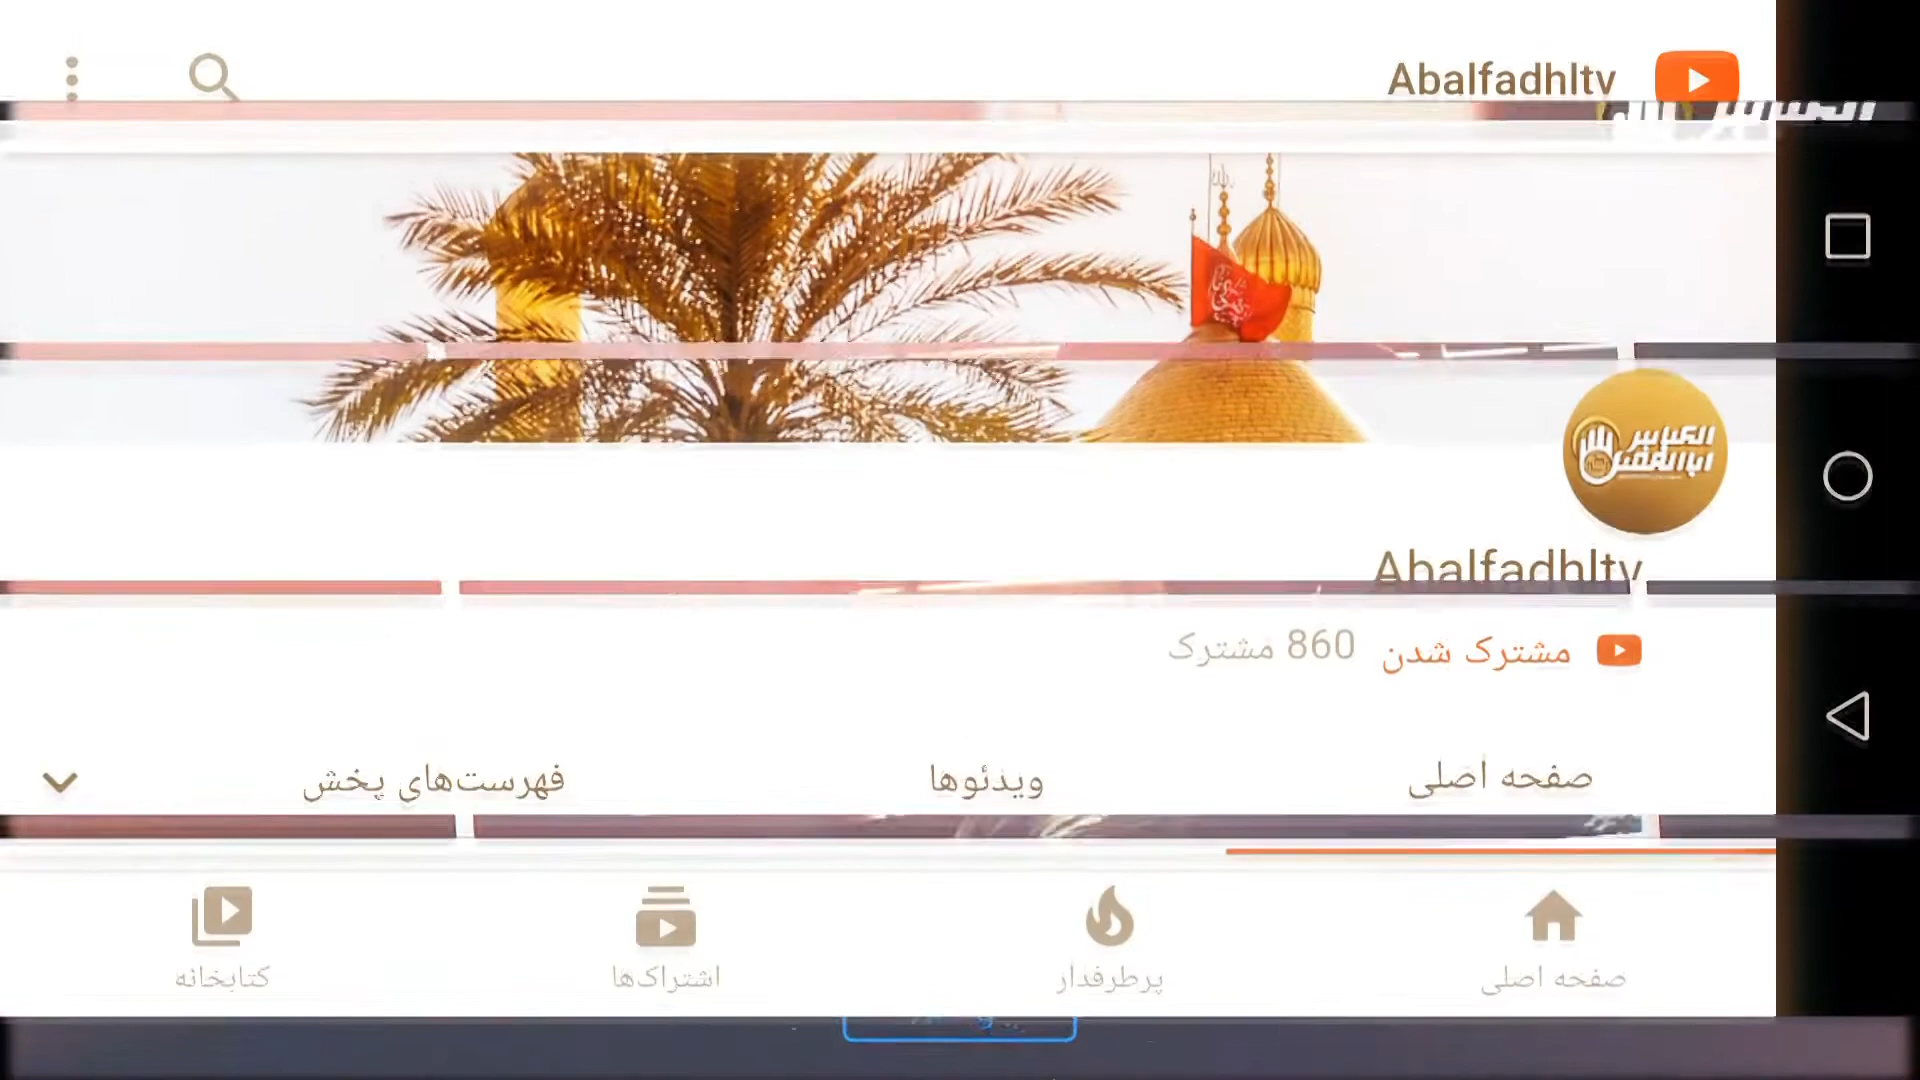 Abalfadhltv
Abalfadhltv
مشترک شدن 860 مشترک
صفحه اصلی
ویدئوها
فهرست‌های پخش
صفحه اصلی
پرطرفدار
اشتراک‌ها
کتابخانه